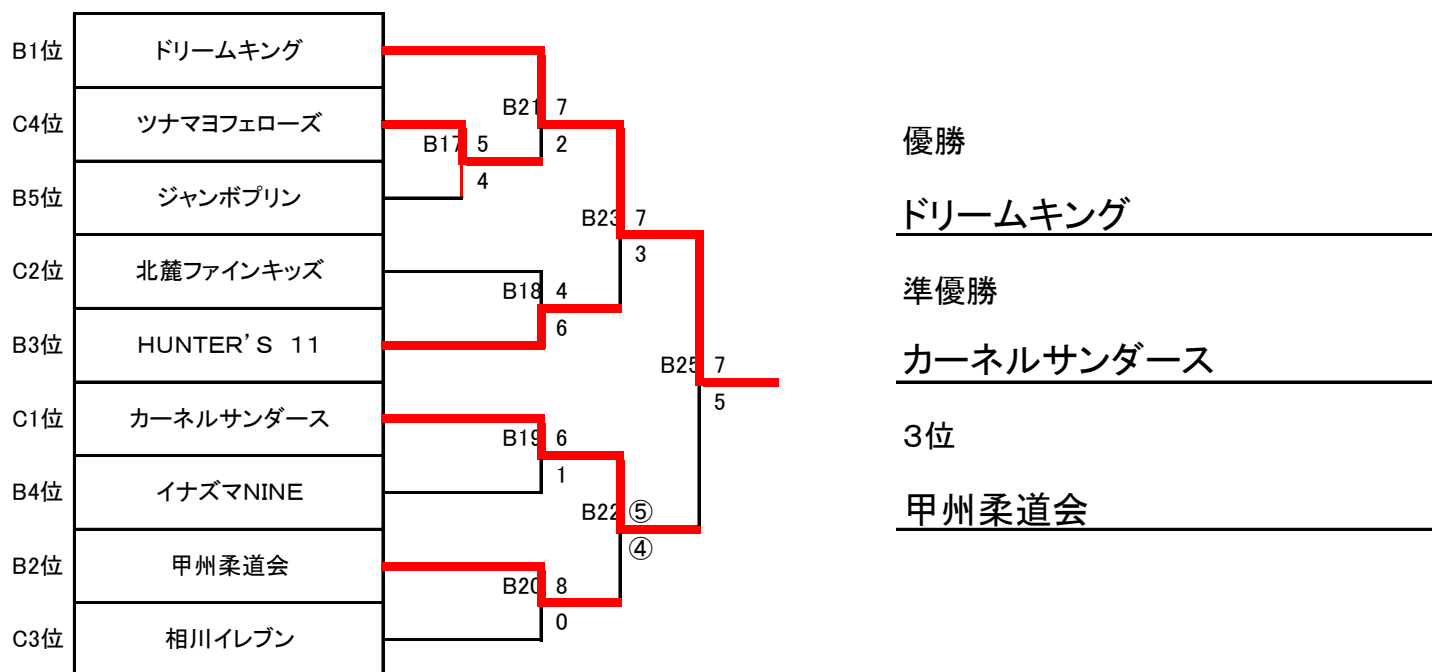 B1位 ドリームキング
C4位 ツナマヨフェローズ
B5位 ジャンボプリン
C2位 北麓ファインキッズ
B3位 HUNTER'S 11
C1位 カーネルサンダース
B4位 イナズマNINE
B2位 甲州柔道会
C3位 相川イレブン
B17 5
4
B21 7
2
B18 4
6
B19 6
1
B20 8
0
B23 7
3
B22 ⑤
④
B25 7
5
優勝
ドリームキング
準優勝
カーネルサンダース
3位
甲州柔道会